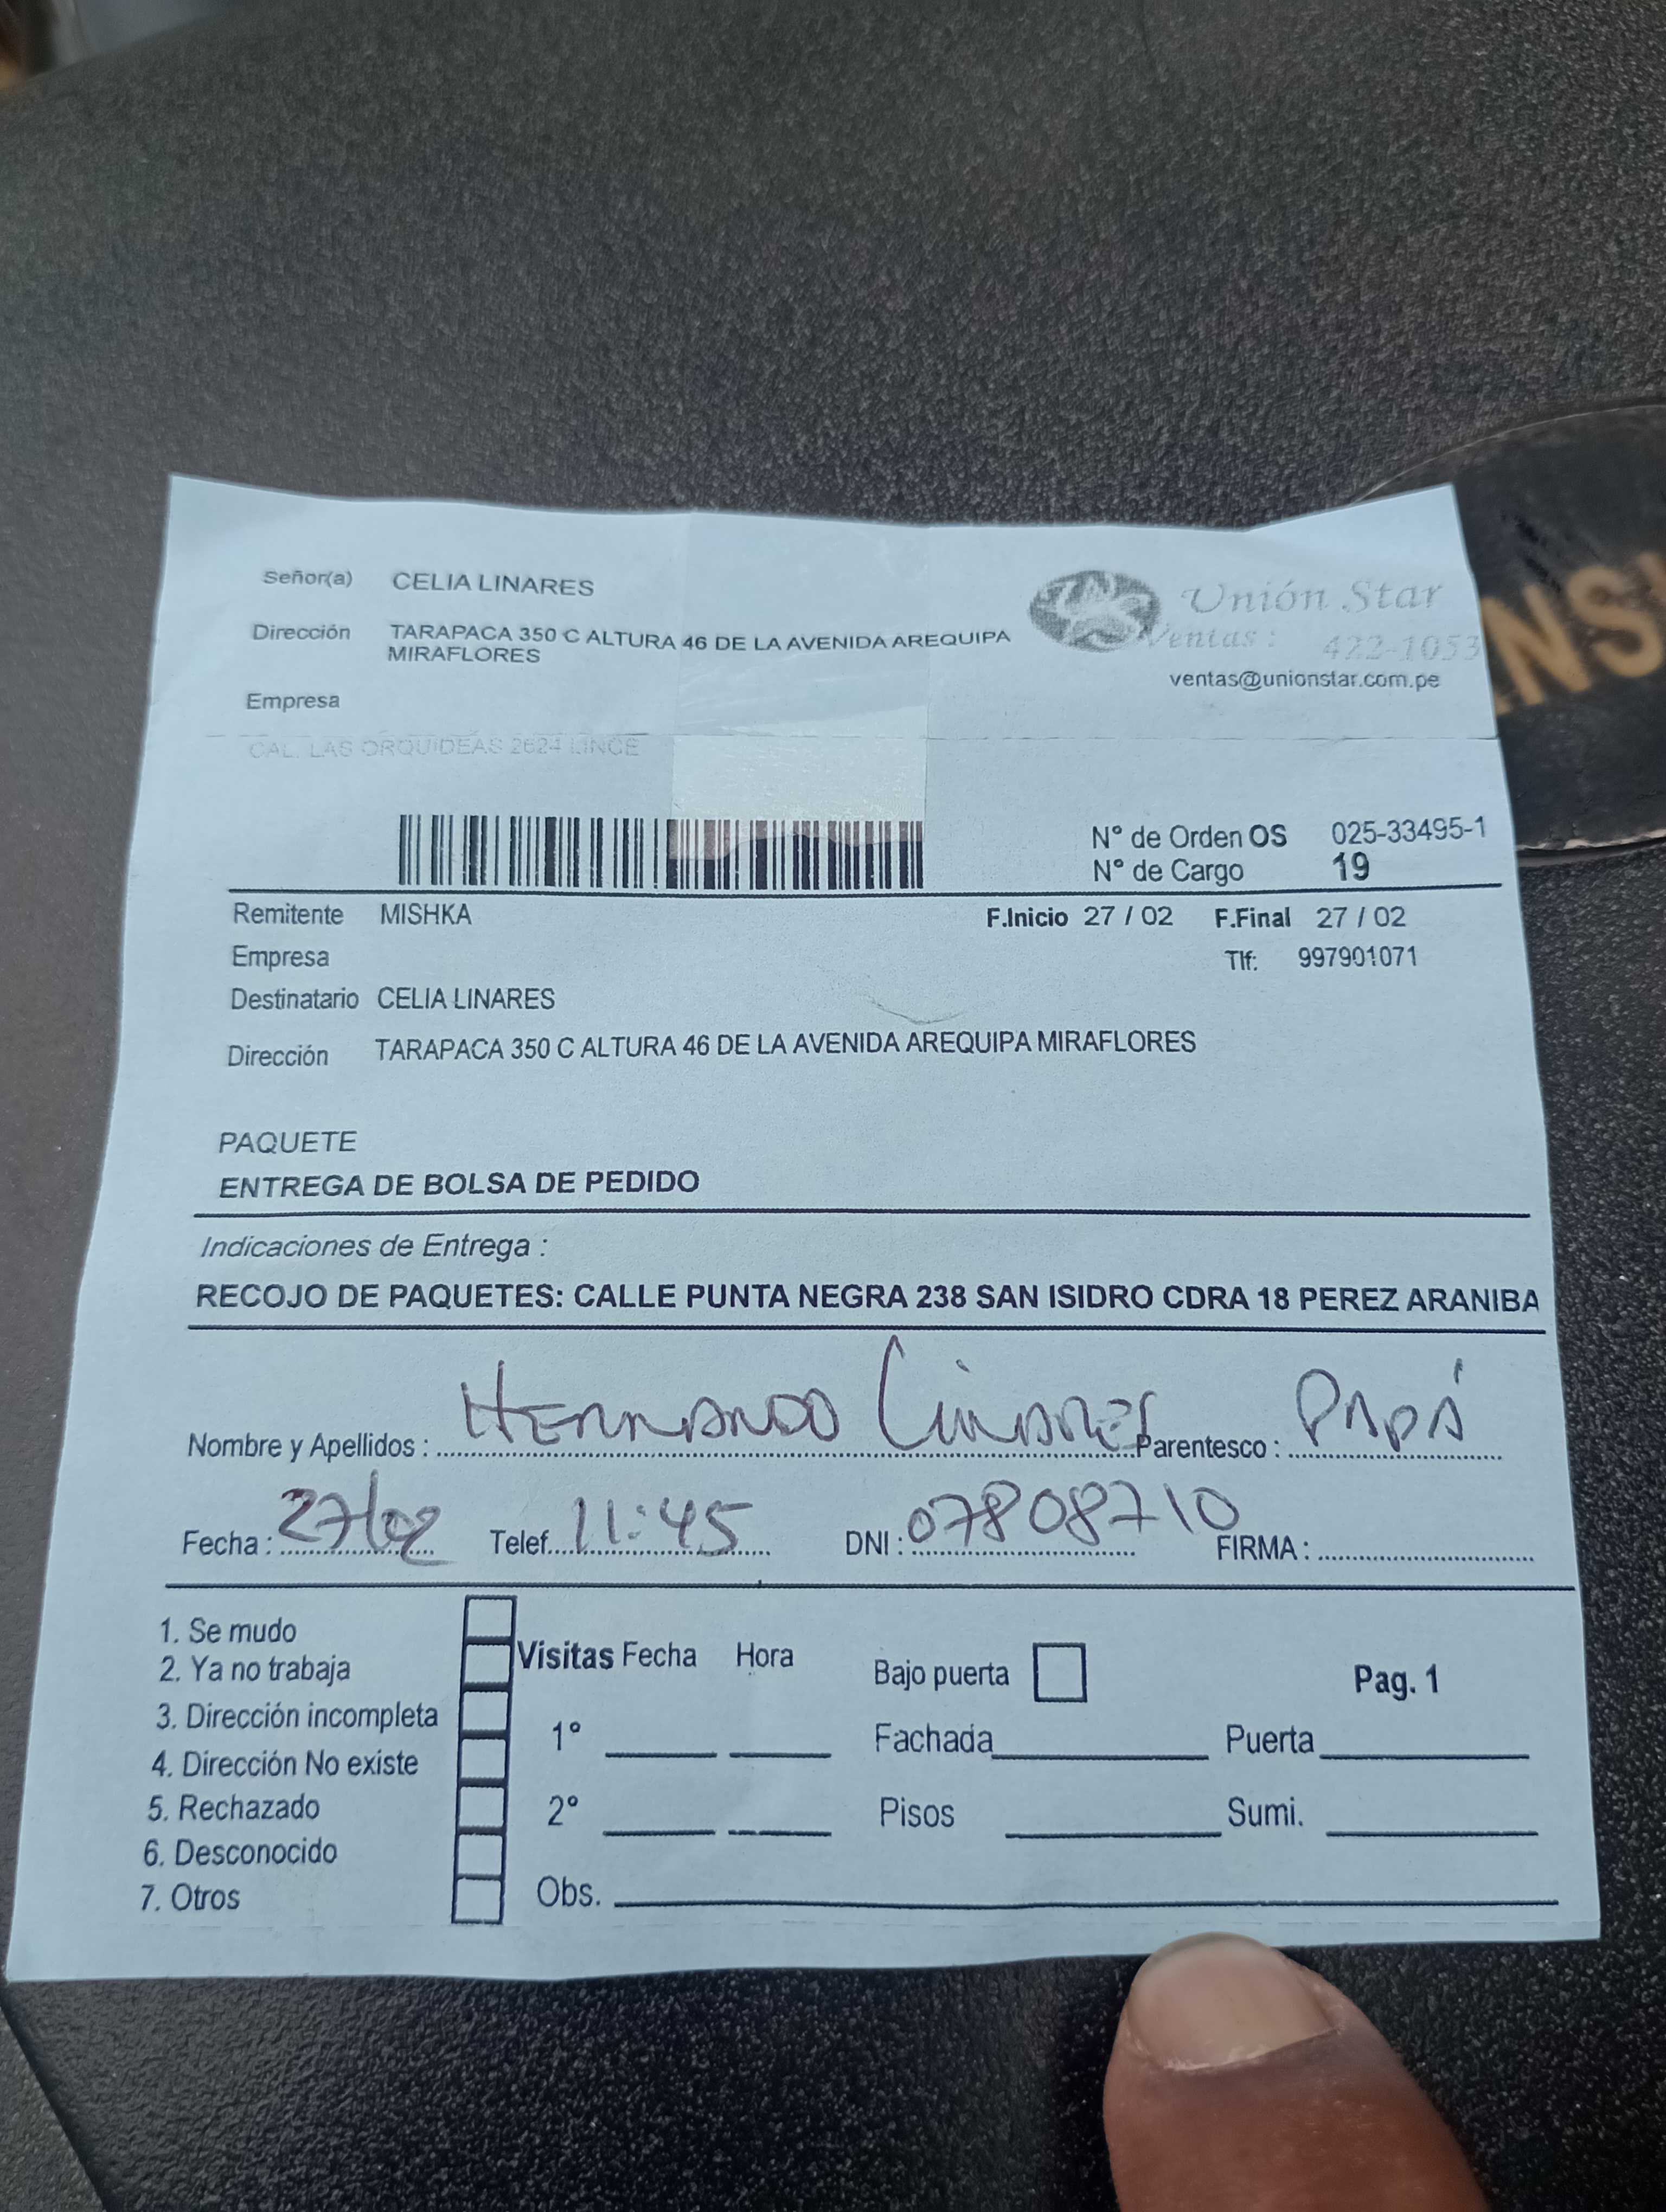 Señor(a) CELIA LINARES
Dirección TARAPACA 350 C ALTURA 46 DE LA AVENIDA AREQUIPA
MIRAFLORES
Empresa
CAL. LAS ORQUIDEAS 2624 LINCE
Unión Star
Ventas : 422-1053
ventas@unionstar.com.pe
N° de Orden OS 025-33495-1
N° de Cargo 19
Remitente MISHKA F.Inicio 27 / 02 F.Final 27 / 02
Empresa Tlf: 997901071
Destinatario CELIA LINARES
Dirección TARAPACA 350 C ALTURA 46 DE LA AVENIDA AREQUIPA MIRAFLORES
PAQUETE
ENTREGA DE BOLSA DE PEDIDO
Indicaciones de Entrega :
RECOJO DE PAQUETES: CALLE PUNTA NEGRA 238 SAN ISIDRO CDRA 18 PEREZ ARANIBA
Nombre y Apellidos : HERNANDO LINARES Parentesco : PAPÁ
Fecha : 27/02 Telef. 11:45 DNI : 07808710 FIRMA :
1. Se mudo
2. Ya no trabaja
3. Dirección incompleta
4. Dirección No existe
5. Rechazado
6. Desconocido
7. Otros
Visitas Fecha Hora
1°
2°
Obs.
Bajo puerta
Fachada Puerta
Pisos Sumi.
Pag. 1